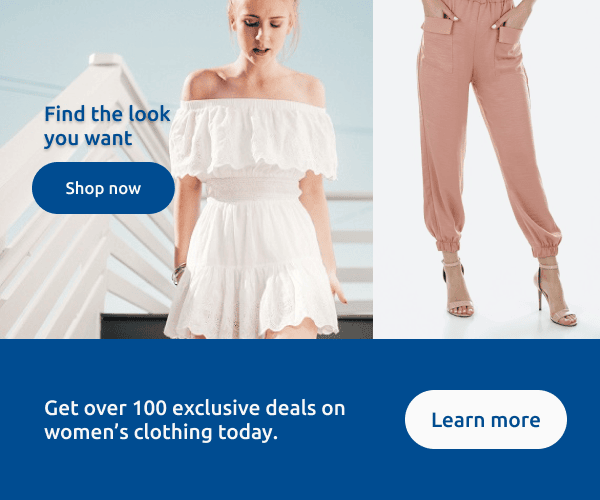 Find the look
you want
Shop now
Get over 100 exclusive deals on
women’s clothing today.
Learn more